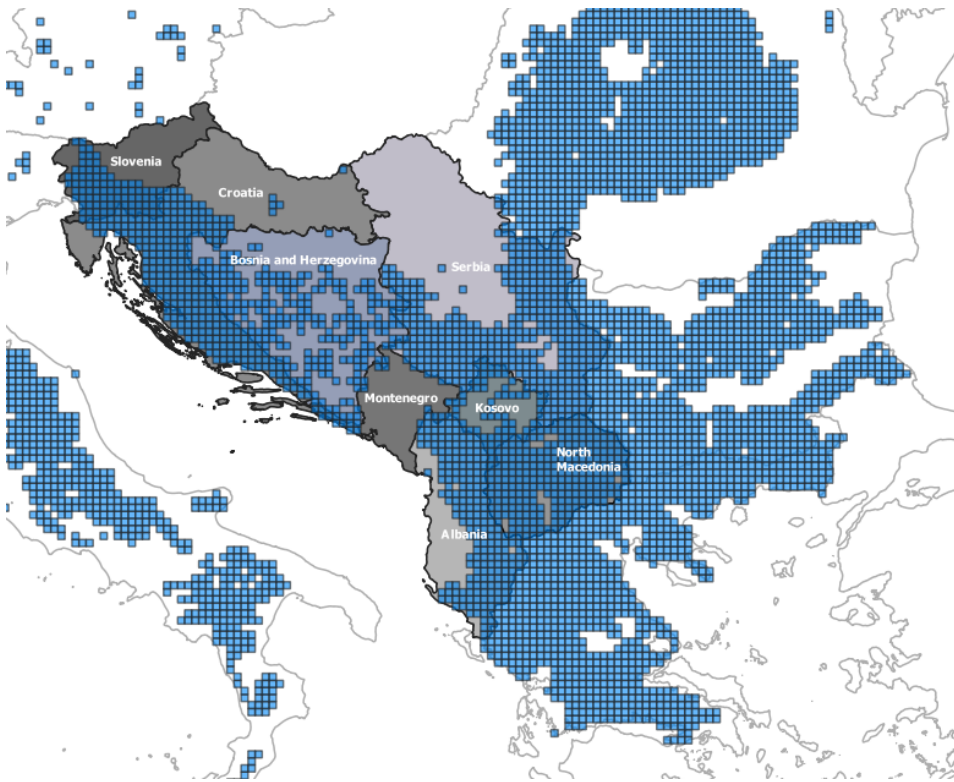 Slovenia
Croatia
Bosnia and Herzegovina
Serbia
Montenegro
Kosovo
North
Macedonia
Albania